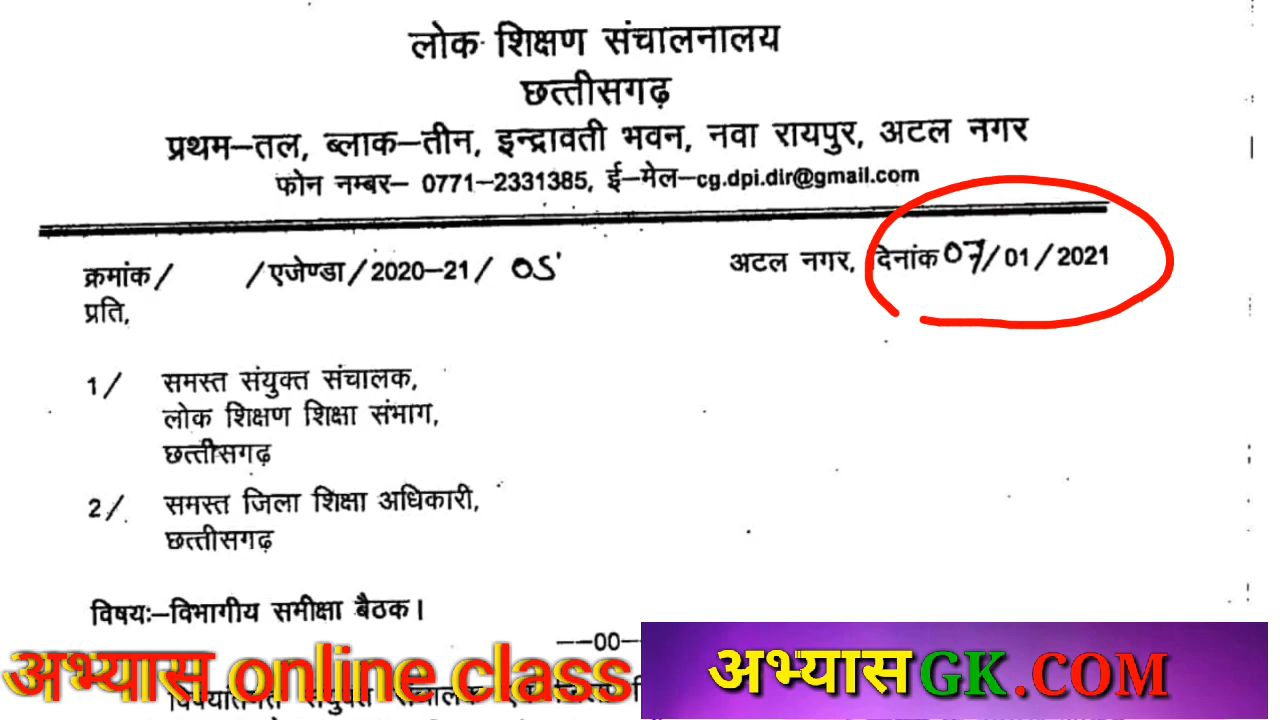 लोक शिक्षण संचालनालय
छत्तीसगढ़
प्रथम–तल, ब्लाक–तीन, इन्द्रावती भवन, नवा रायपुर, अटल नगर
फोन नम्बर– 0771–2331385, ई–मेल–cg.dpi.dir@gmail.com
क्रमांक/ /एजेण्डा/2020–21/ 05 अटल नगर, दिनांक 07/01/2021
प्रति,
1/ समस्त संयुक्त संचालक,
लोक शिक्षण शिक्षा संभाग,
छत्तीसगढ़
2/ समस्त जिला शिक्षा अधिकारी,
छत्तीसगढ़
विषयः–विभागीय समीक्षा बैठक।
––00–
अभ्यास online class
अभ्यास GK.COM
संयुक्त संचालक